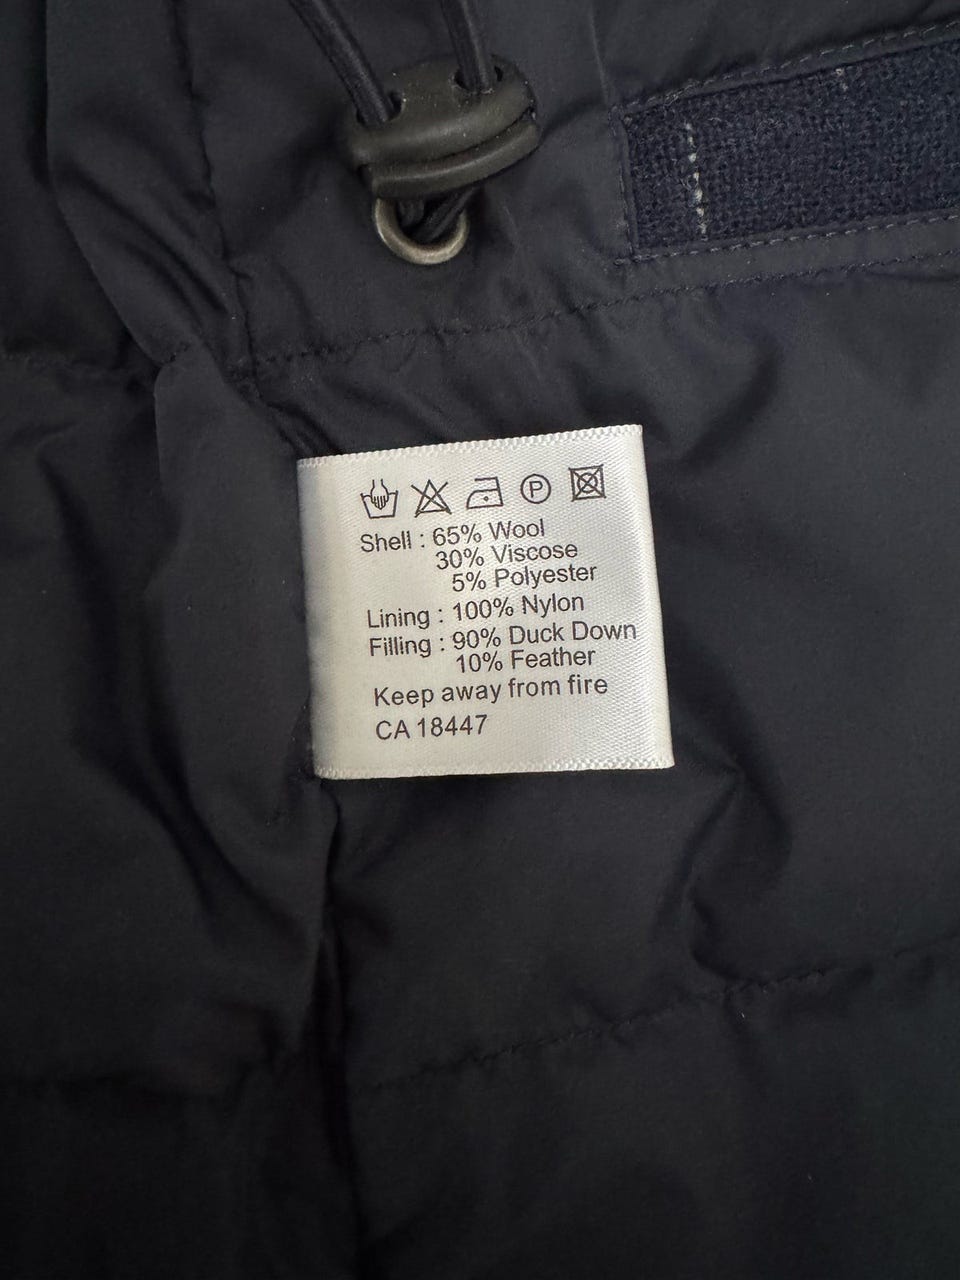 P
Shell : 65% Wool
30% Viscose
5% Polyester
Lining : 100% Nylon
Filling : 90% Duck Down
10% Feather
Keep away from fire
CA 18447